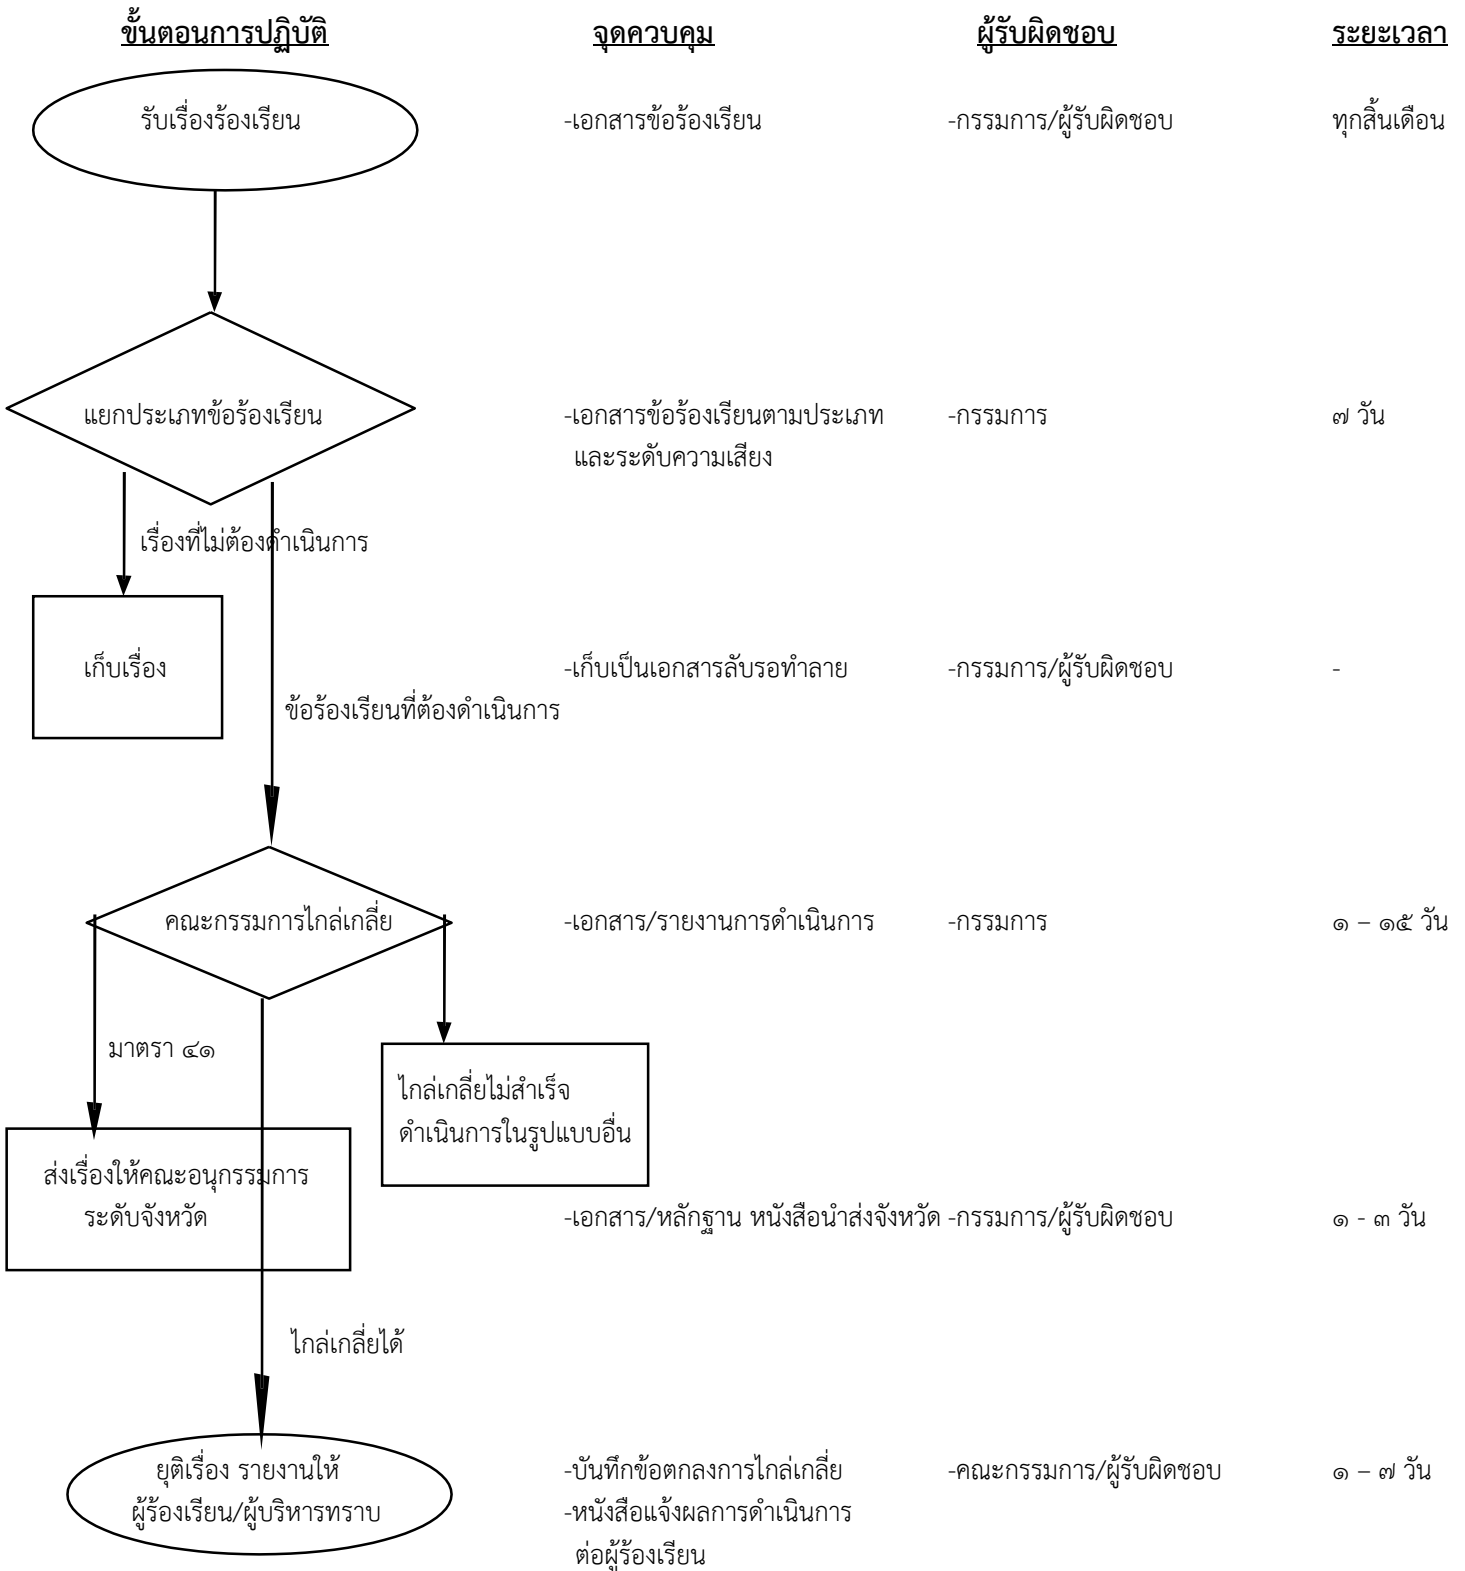 ขั้นตอนการปฏิบัติ จุดควบคุม ผู้รับผิดชอบ ระยะเวลา
รับเรื่องร้องเรียน -เอกสารข้อร้องเรียน -กรรมการ/ผู้รับผิดชอบ ทุกสิ้นเดือน
แยกประเภทข้อร้องเรียน -เอกสารข้อร้องเรียนตามประเภท -กรรมการ ๗ วัน
และระดับความเสียง
เรื่องที่ไม่ต้องดำเนินการ
เก็บเรื่อง -เก็บเป็นเอกสารลับรอทำลาย -กรรมการ/ผู้รับผิดชอบ -
ข้อร้องเรียนที่ต้องดำเนินการ
คณะกรรมการไกล่เกลี่ย -เอกสาร/รายงานการดำเนินการ -กรรมการ ๑ – ๑๕ วัน
มาตรา ๔๑
ไกล่เกลี่ยไม่สำเร็จ
ดำเนินการในรูปแบบอื่น
ส่งเรื่องให้คณะอนุกรรมการ
ระดับจังหวัด -เอกสาร/หลักฐาน หนังสือนำส่งจังหวัด -กรรมการ/ผู้รับผิดชอบ ๑ - ๓ วัน
ไกล่เกลี่ยได้
ยุติเรื่อง รายงานให้ -บันทึกข้อตกลงการไกล่เกลี่ย -คณะกรรมการ/ผู้รับผิดชอบ ๑ – ๗ วัน
ผู้ร้องเรียน/ผู้บริหารทราบ -หนังสือแจ้งผลการดำเนินการ
ต่อผู้ร้องเรียน